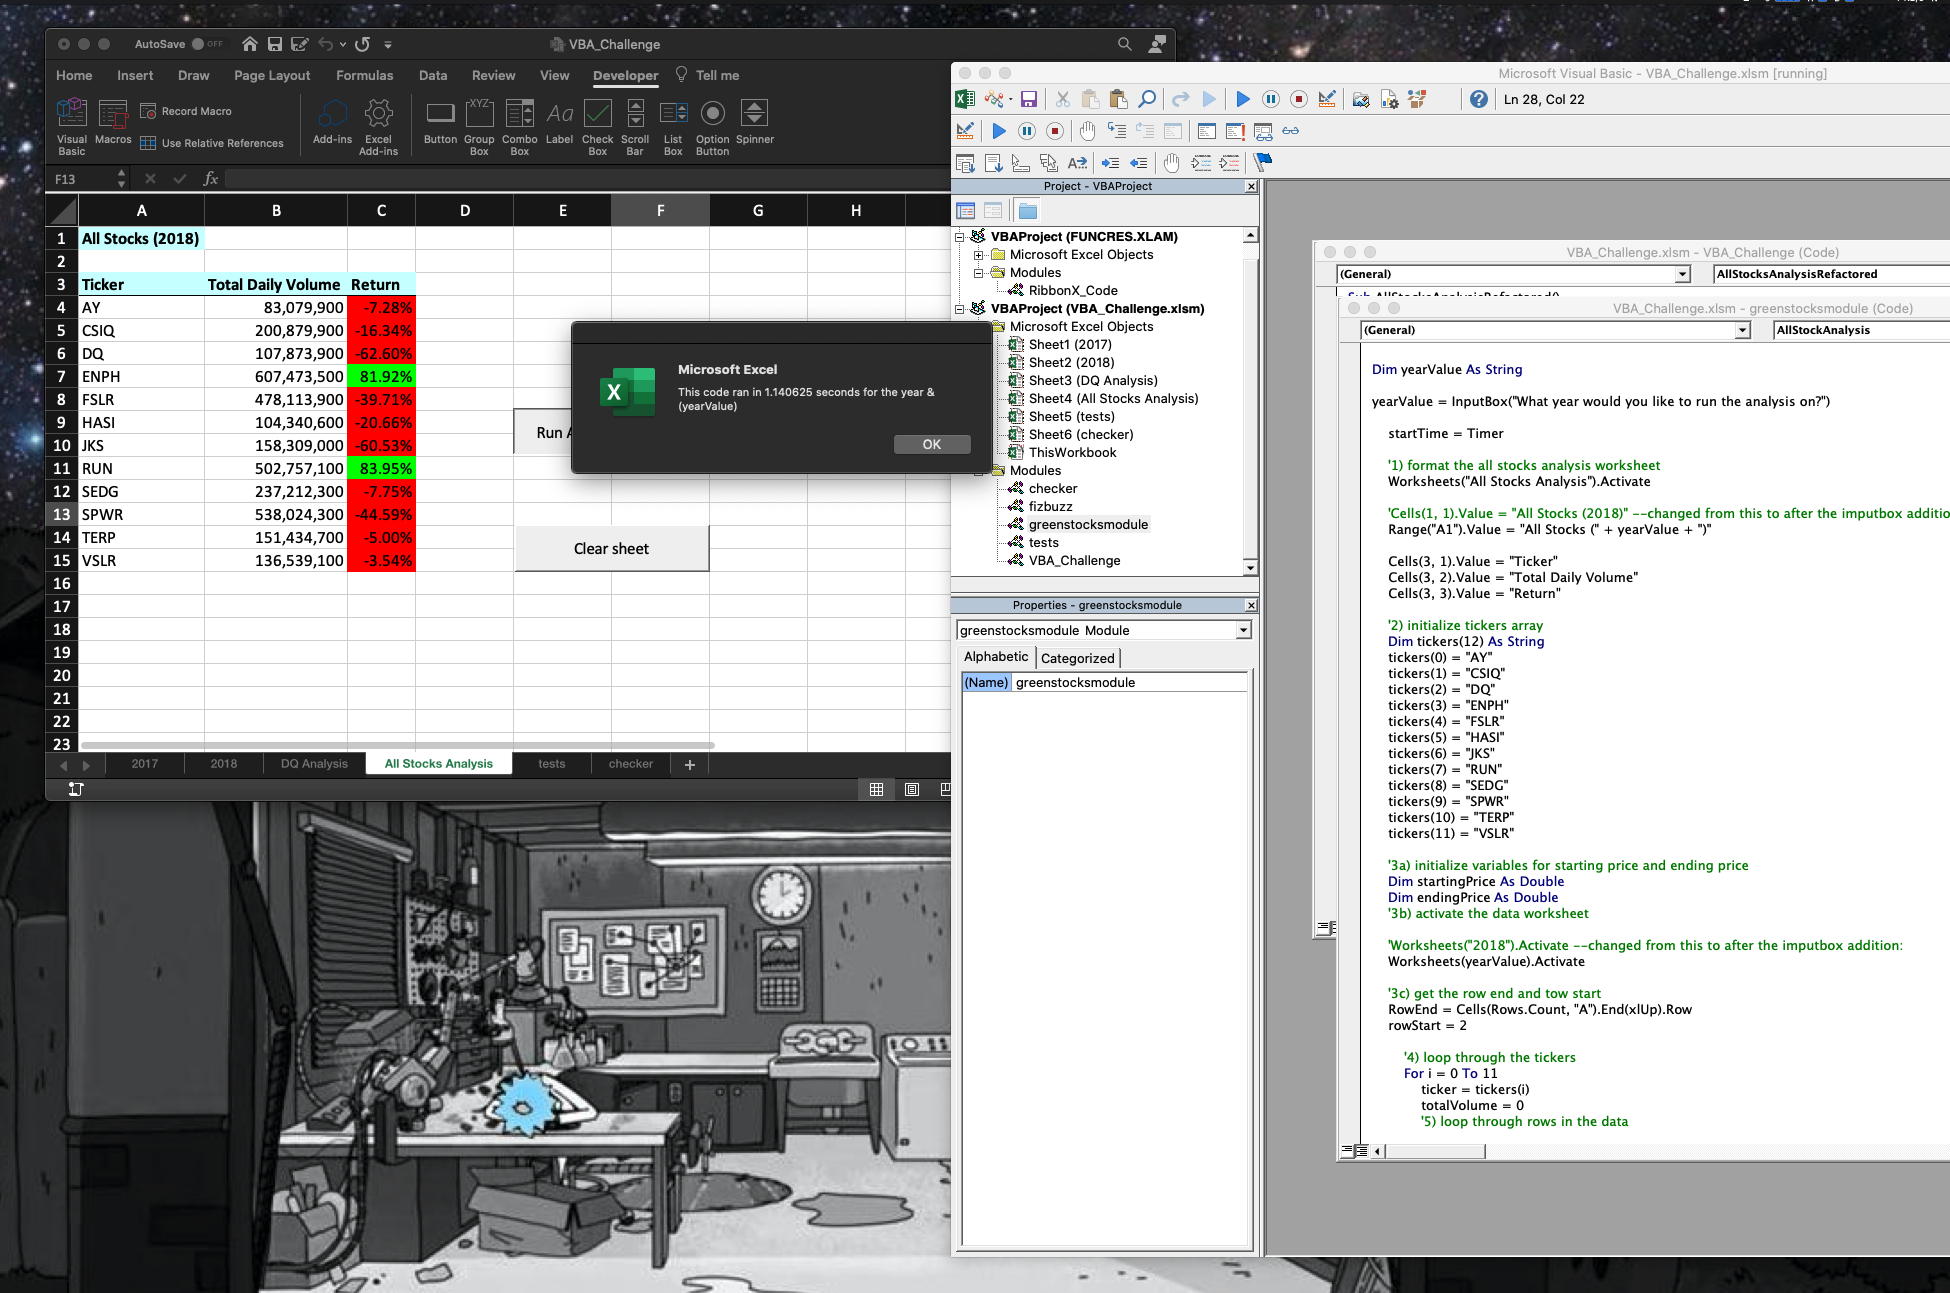 AutoSave OFF
VBA_Challenge
Home Insert Draw Page Layout Formulas Data Review View Developer Tell me
Visual Basic
Macros
Record Macro
Use Relative References
Add-ins
Excel Add-ins
Button
Group Box
Combo Box
Aa
Label
Check Box
Scroll Bar
List Box
Option Button
Spinner
XYZ
F13
fx
A B C D E F G H
1 All Stocks (2018)
2
3 Ticker Total Daily Volume Return
4 AY 83,079,900 -7.28%
5 CSIQ 200,879,900 -16.34%
6 DQ 107,873,900 -62.60%
7 ENPH 607,473,500 81.92%
8 FSLR 478,113,900 -39.71%
9 HASI 104,340,600 -20.66%
10 JKS 158,309,000 -60.53%
11 RUN 502,757,100 83.95%
12 SEDG 237,212,300 -7.75%
13 SPWR 538,024,300 -44.59%
14 TERP 151,434,700 -5.00%
15 VSLR 136,539,100 -3.54%
16
17
18
19
20
21
22
23
Run A
Clear sheet
Microsoft Excel
This code ran in 1.140625 seconds for the year &
(yearValue)
OK
2017 2018 DQ Analysis All Stocks Analysis tests checker +
Microsoft Visual Basic - VBA_Challenge.xlsm [running]
Ln 28, Col 22
Project - VBAProject
VBAProject (FUNCRES.XLAM)
Microsoft Excel Objects
Modules
RibbonX_Code
VBAProject (VBA_Challenge.xlsm)
Microsoft Excel Objects
Sheet1 (2017)
Sheet2 (2018)
Sheet3 (DQ Analysis)
Sheet4 (All Stocks Analysis)
Sheet5 (tests)
Sheet6 (checker)
ThisWorkbook
Modules
checker
fizbuzz
greenstocksmodule
tests
VBA_Challenge
Properties - greenstocksmodule
greenstocksmodule Module
Alphabetic Categorized
(Name) greenstocksmodule
VBA_Challenge.xlsm - VBA_Challenge (Code)
(General) AllStocksAnalysisRefactored
Sub AllStocksAnalysisRefactored()
VBA_Challenge.xlsm - greenstocksmodule (Code)
(General) AllStockAnalysis
Dim yearValue As String
yearValue = InputBox("What year would you like to run the analysis on?")
startTime = Timer
'1) format the all stocks analysis worksheet
Worksheets("All Stocks Analysis").Activate
'Cells(1, 1).Value = "All Stocks (2018)" --changed from this to after the imputbox additio
Range("A1").Value = "All Stocks (" + yearValue + ")"
Cells(3, 1).Value = "Ticker"
Cells(3, 2).Value = "Total Daily Volume"
Cells(3, 3).Value = "Return"
'2) initialize tickers array
Dim tickers(12) As String
tickers(0) = "AY"
tickers(1) = "CSIQ"
tickers(2) = "DQ"
tickers(3) = "ENPH"
tickers(4) = "FSLR"
tickers(5) = "HASI"
tickers(6) = "JKS"
tickers(7) = "RUN"
tickers(8) = "SEDG"
tickers(9) = "SPWR"
tickers(10) = "TERP"
tickers(11) = "VSLR"
'3a) initialize variables for starting price and ending price
Dim startingPrice As Double
Dim endingPrice As Double
'3b) activate the data worksheet
'Worksheets("2018").Activate --changed from this to after the imputbox addition:
Worksheets(yearValue).Activate
'3c) get the row end and tow start
RowEnd = Cells(Rows.Count, "A").End(xlUp).Row
rowStart = 2
'4) loop through the tickers
For i = 0 To 11
ticker = tickers(i)
totalVolume = 0
'5) loop through rows in the data